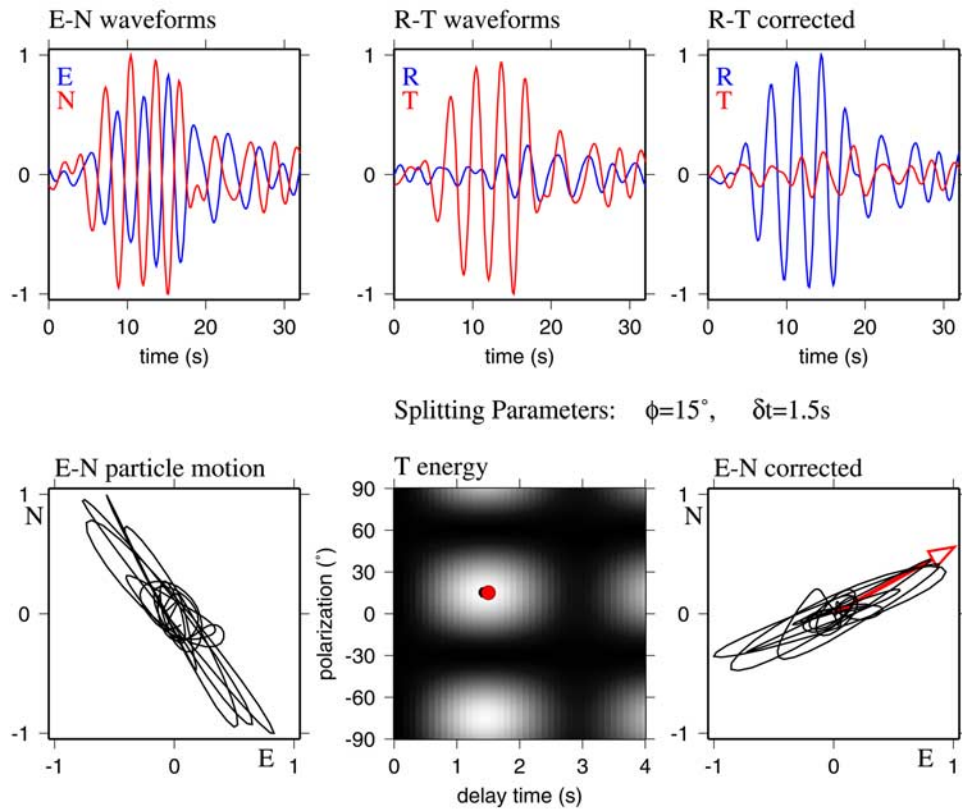 E-N waveforms
R-T waveforms
R-T corrected
1
0
-1
E
N
R
T
R
T
1
0
-1
0 10 20 30
0 10 20 30
0 10 20 30
time (s)
time (s)
time (s)
Splitting Parameters: ϕ=15°, δt=1.5s
E-N particle motion
T energy
E-N corrected
1
0
-1
N
90
60
30
0
-30
-60
-90
polarization (°)
1
0
-1
N
E
E
-1 0 1
0 1 2 3 4
-1 0 1
delay time (s)